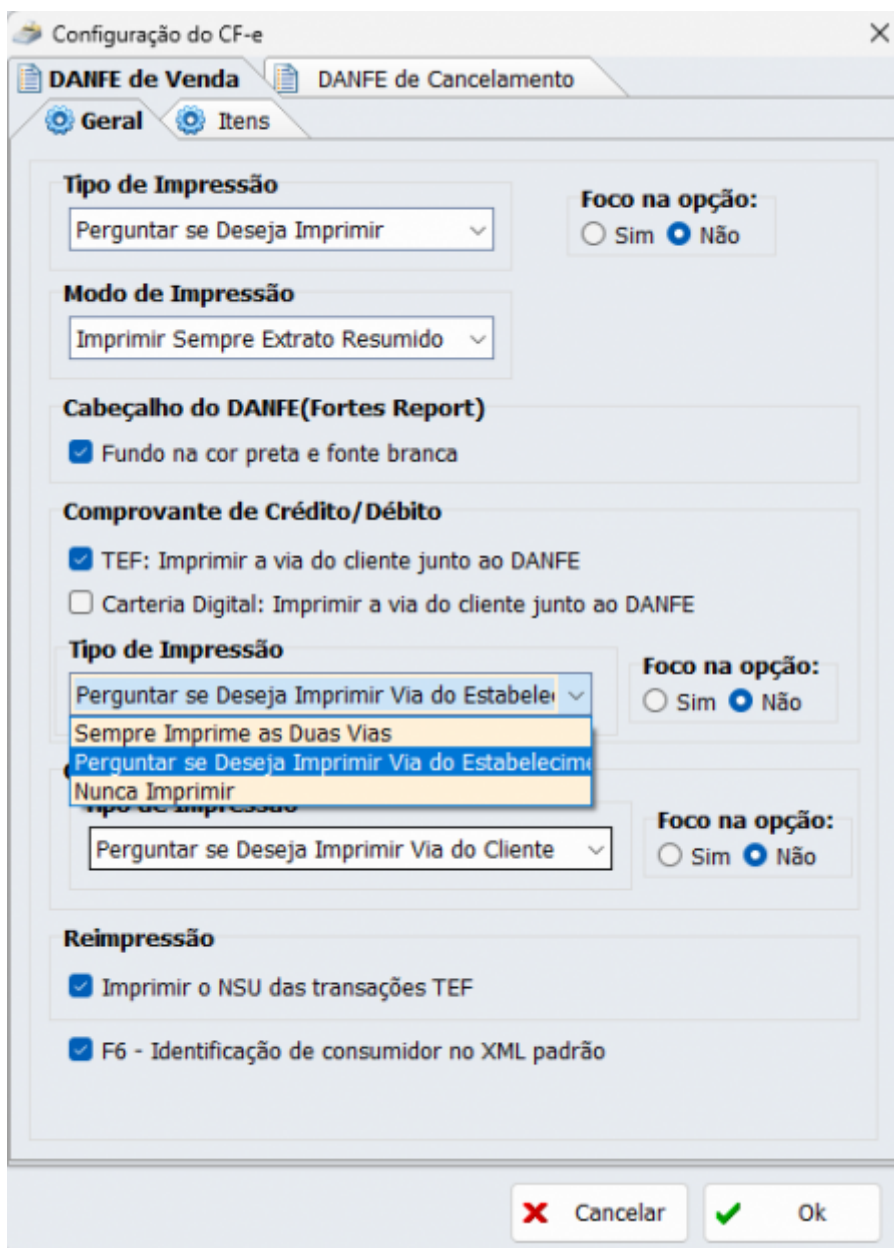 Configuração do CF-e
DANFE de Venda
DANFE de Cancelamento
Geral
Itens
Tipo de Impressão
Foco na opção:
Perguntar se Deseja Imprimir
Sim
Não
Modo de Impressão
Imprimir Sempre Extrato Resumido
Cabeçalho do DANFE(Fortes Report)
Fundo na cor preta e fonte branca
Comprovante de Crédito/Débito
TEF: Imprimir a via do cliente junto ao DANFE
Carteria Digital: Imprimir a via do cliente junto ao DANFE
Tipo de Impressão
Foco na opção:
Perguntar se Deseja Imprimir Via do
Sim
Não
Sempre Imprime as Duas Vias
Perguntar se Deseja Imprimir Via do
Nunca Imprimir
Tipo de Impressão
Foco na opção:
Perguntar se Deseja Imprimir Via do Cliente
Sim
Não
Reimpressão
Imprimir o NSU das transações TEF
F6 - Identificação de consumidor no XML padrão
Cancelar
Ok